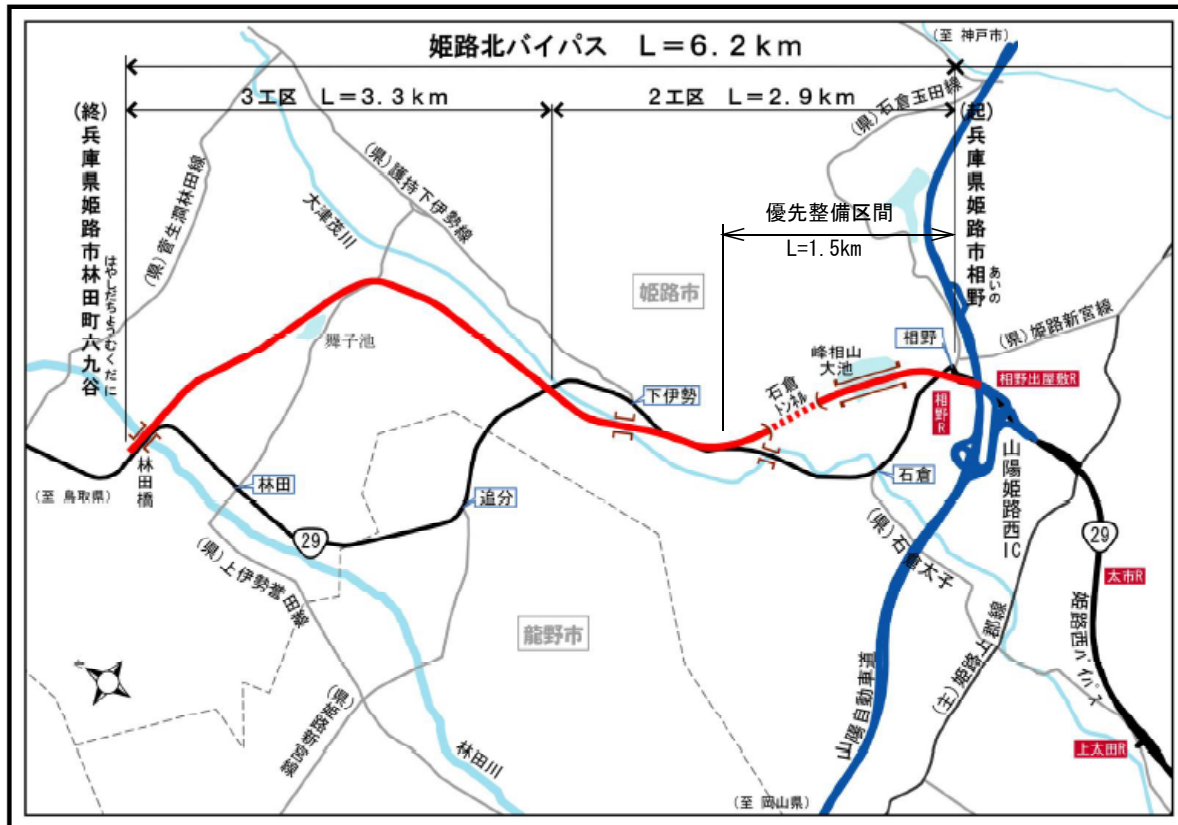 姫路北バイパス L=6.2km
(至 神戸市)
3工区 L=3.3km
2工区 L=2.9km
(県)石倉玉田線
(終)兵庫県姫路市林田町六九谷
はやしだちょうむくだに
(起)兵庫県姫路市相野
あいの
(県)菅生澗林田線
(県)護持下伊勢線
大津茂川
優先整備区間
L=1.5km
姫路市
舞子池
(県)姫路新宮線
相野
峰相山
大池
石倉
トンネル
相野出屋敷R
相野R
下伊勢
山陽姫路西IC
林田橋
(至 鳥取県)
林田
追分
石倉
29
29
(県)石倉太子
(県)上伊勢誉田線
太市R
姫路西バイパス
龍野市
(主)姫路上郡線
山陽自動車道
(県)姫路新宮線
林田川
上太田R
(至 岡山県)